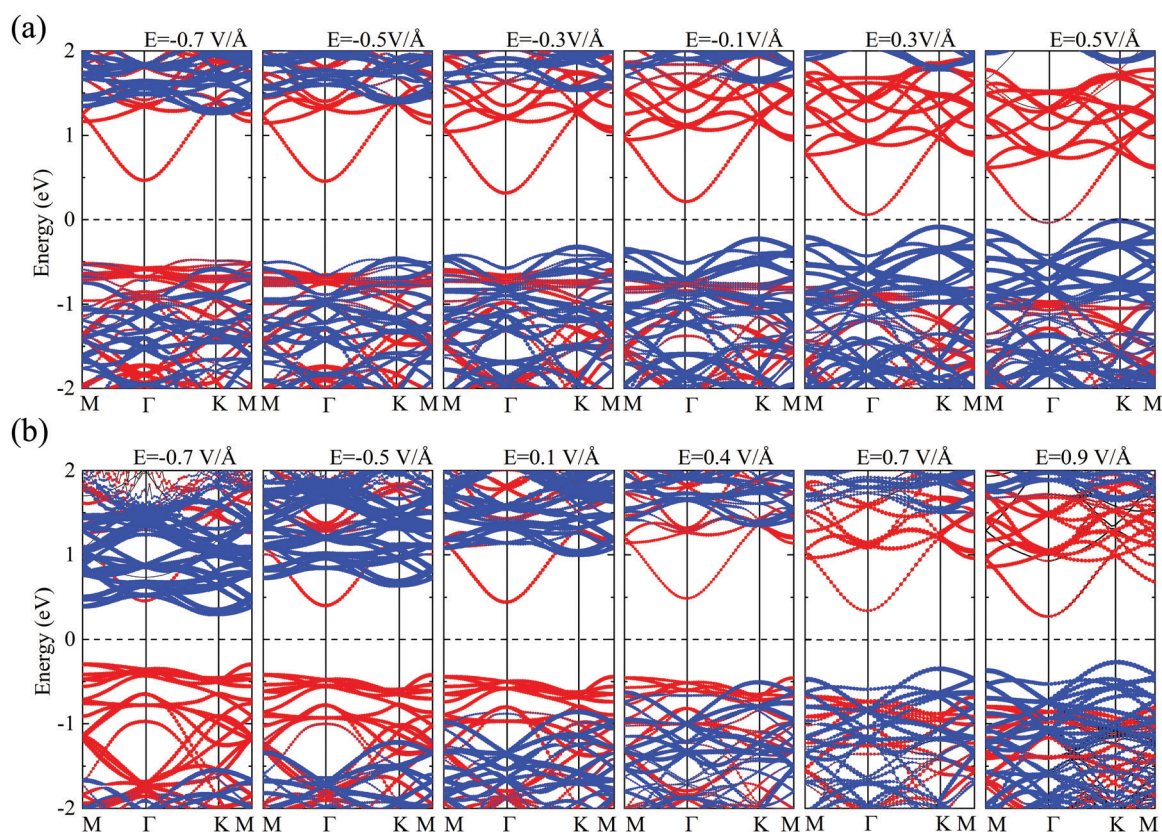 (a)
E=-0.7 V/Å E=-0.5V/Å E=-0.3V/Å E=-0.1V/Å E=0.3V/Å E=0.5V/Å
2
1
0
-1
-2
Energy (eV)
M Γ K M M Γ K M M Γ K M M Γ K M M Γ K M M Γ K M
(b)
E=-0.7 V/Å E=-0.5 V/Å E=0.1 V/Å E=0.4 V/Å E=0.7 V/Å E=0.9 V/Å
2
1
0
-1
-2
Energy (eV)
M Γ K M M Γ K M M Γ K M M Γ K M M Γ K M M Γ K M